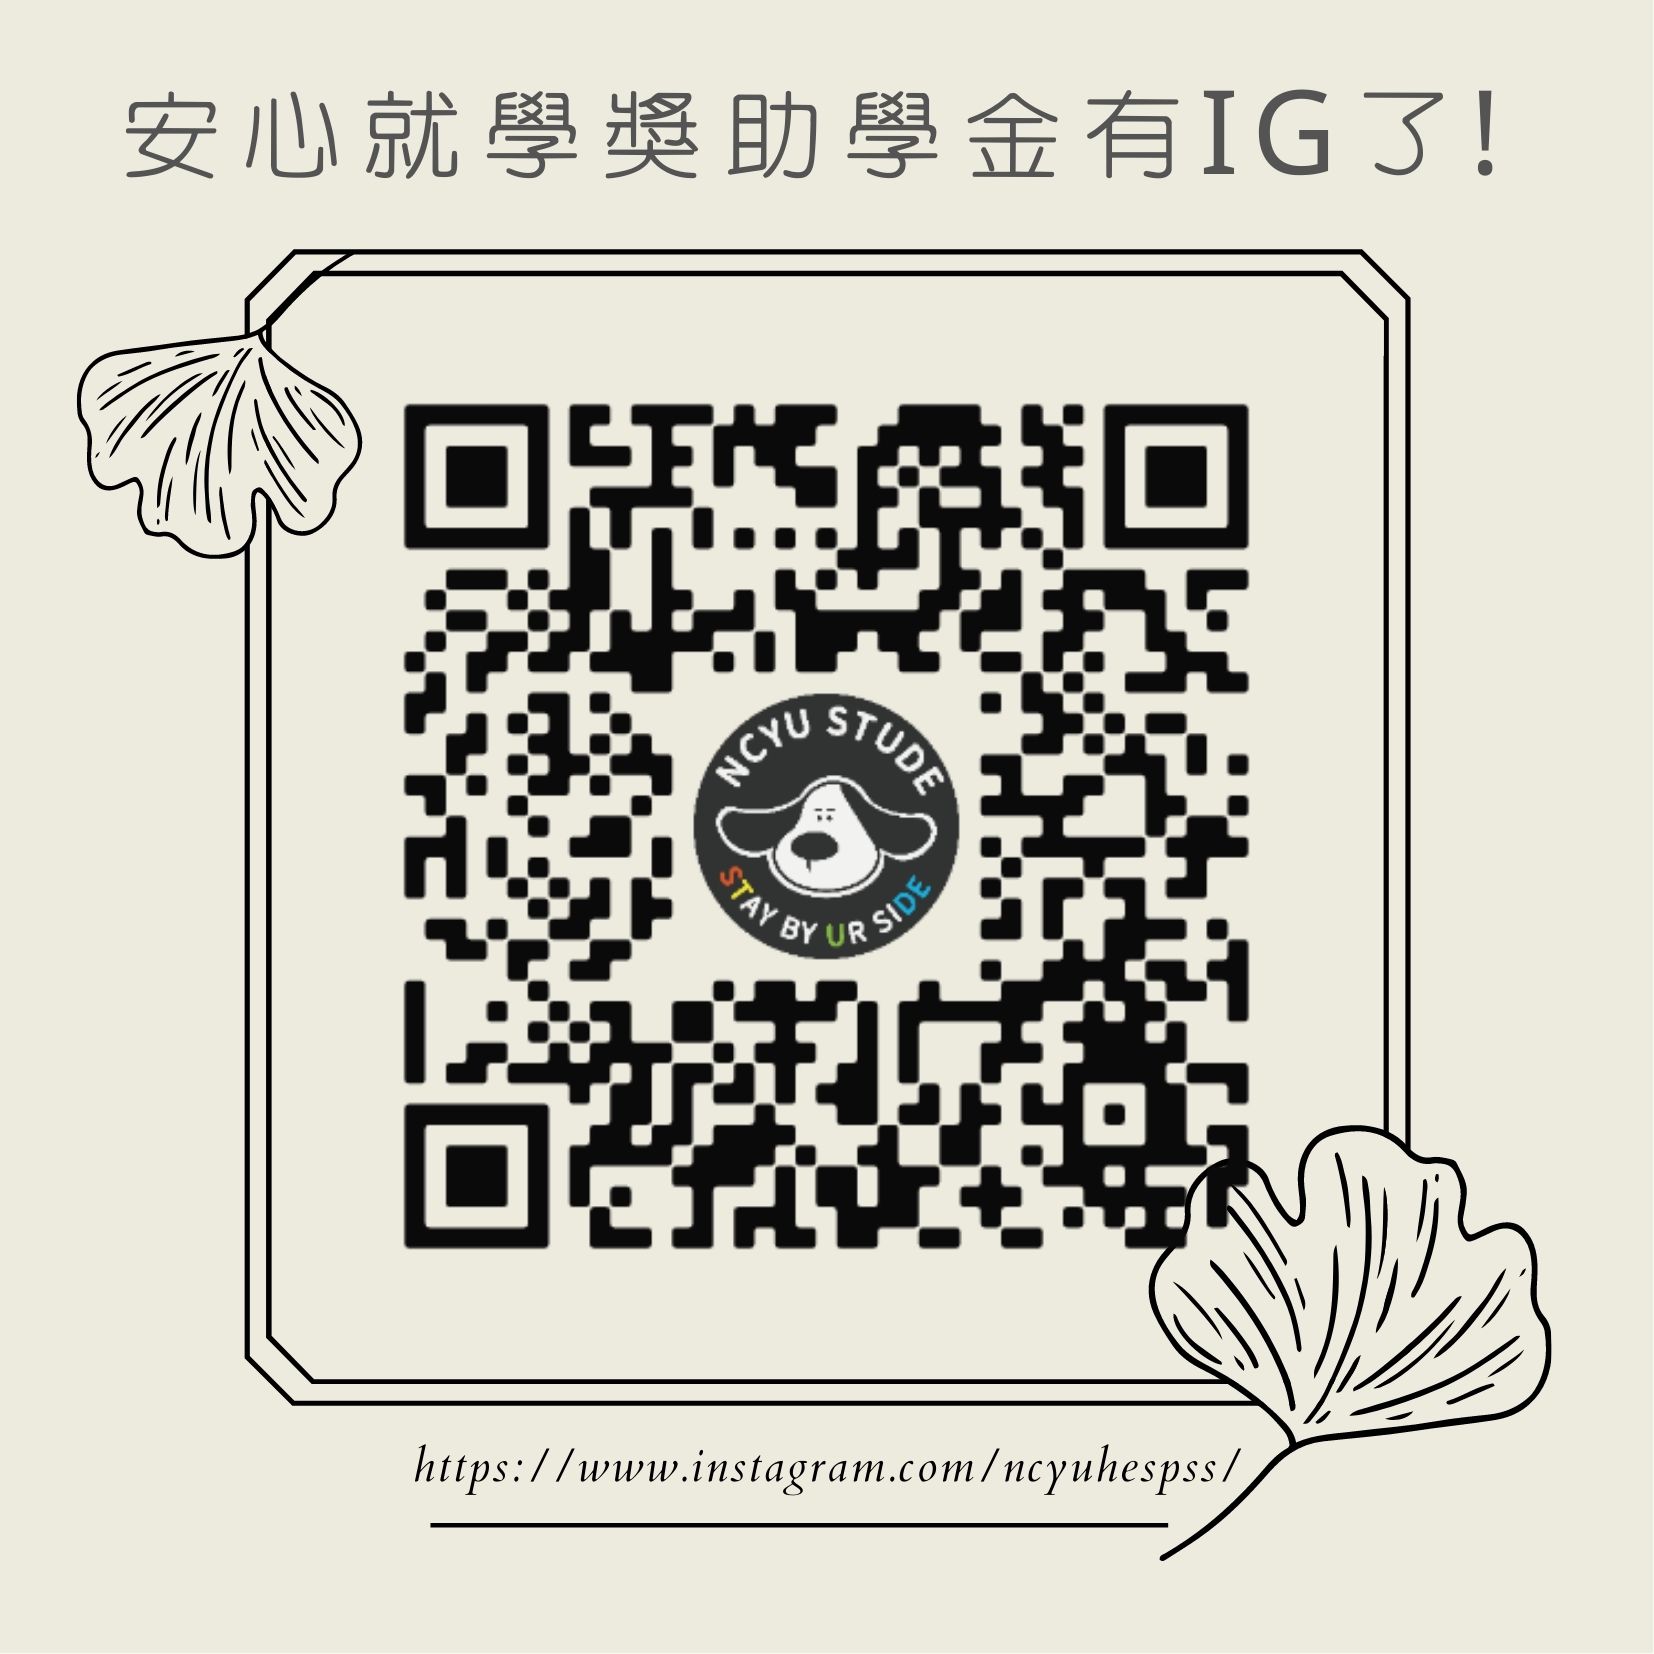 安心就學獎助學金有IG了!
NCYU STUDE
STAY BY UR SIDE
https://www.instagram.com/ncyuhespss/